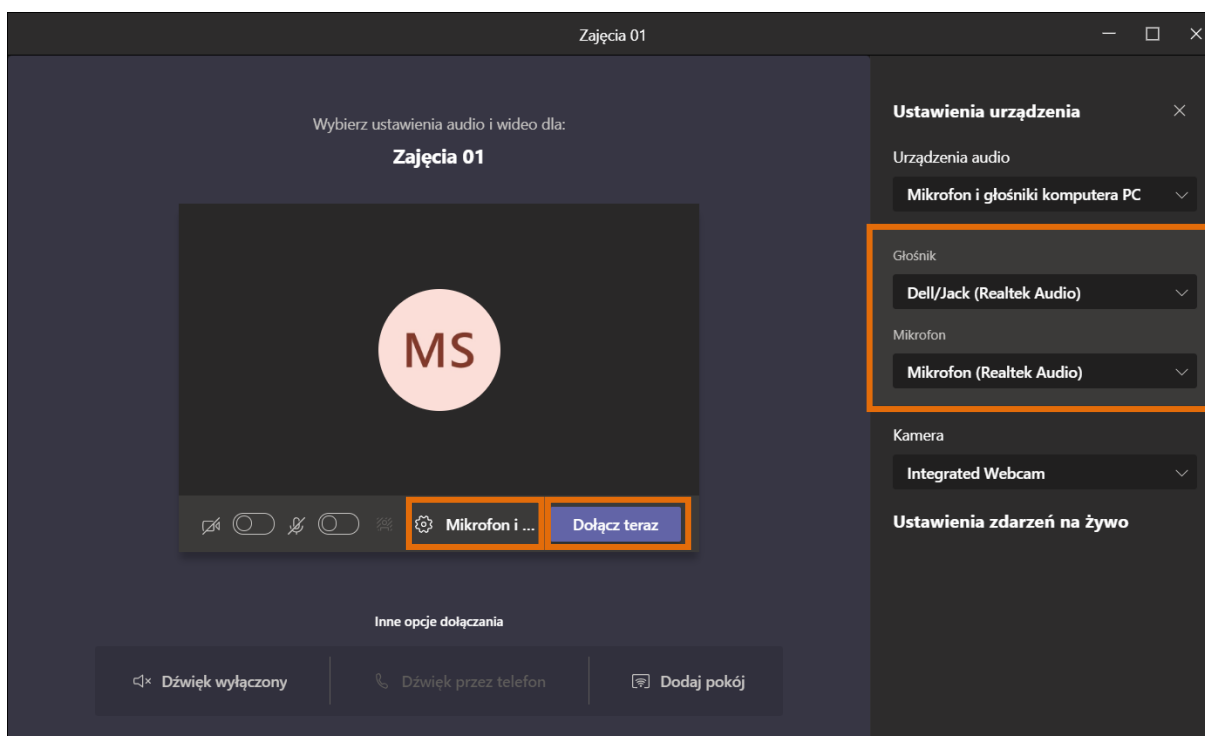 Zajęcia 01
Wybierz ustawienia audio i wideo dla:
Zajęcia 01
MS
Mikrofon i ...
Dołącz teraz
Inne opcje dołączania
Dźwięk wyłączony
Dźwięk przez telefon
Dodaj pokój
Ustawienia urządzenia
Urządzenia audio
Mikrofon i głośniki komputera PC
Głośnik
Dell/Jack (Realtek Audio)
Mikrofon
Mikrofon (Realtek Audio)
Kamera
Integrated Webcam
Ustawienia zdarzeń na żywo